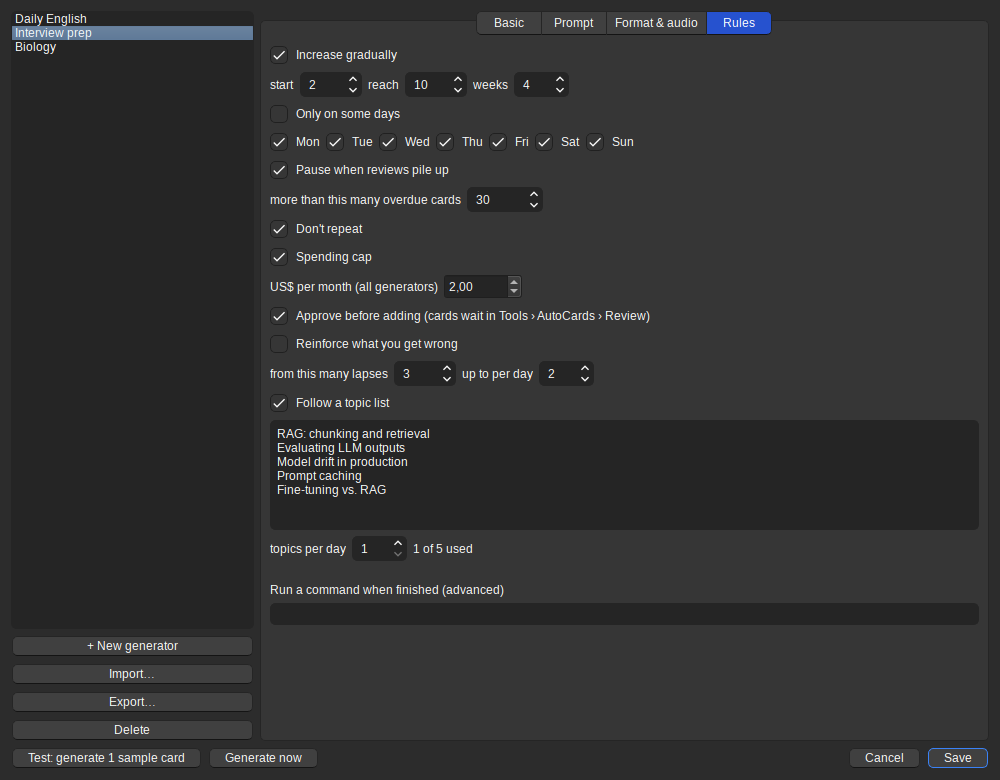 Daily English
Interview prep
Biology
+ New generator
Import…
Export…
Delete
Basic Prompt Format & audio Rules
Increase gradually
start 2 reach 10 weeks 4
Only on some days
Mon Tue Wed Thu Fri Sat Sun
Pause when reviews pile up
more than this many overdue cards 30
Don't repeat
Spending cap
US$ per month (all generators) 2,00
Approve before adding (cards wait in Tools › AutoCards › Review)
Reinforce what you get wrong
from this many lapses 3 up to per day 2
Follow a topic list
RAG: chunking and retrieval
Evaluating LLM outputs
Model drift in production
Prompt caching
Fine-tuning vs. RAG
topics per day 1 1 of 5 used
Run a command when finished (advanced)
Test: generate 1 sample card Generate now Cancel Save